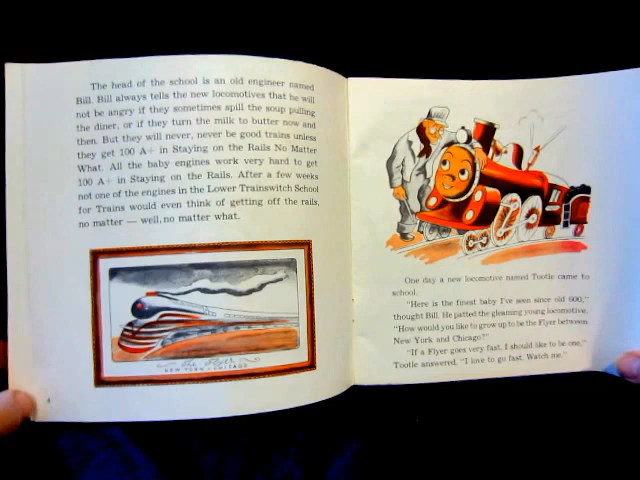 The head of the school is an old engineer named
Bill. Bill always tells the new locomotives that he will
not be angry if they sometimes spill the soup pulling
the diner, or if they turn the milk to butter now and
then. But they will never, never be good trains unless
they get 100 A+ in Staying on the Rails No Matter
What. All the baby engines work very hard to get
100 A+ in Staying on the Rails. After a few weeks
not one of the engines in the Lower Trainswitch School
for Trains would even think of getting off the rails,
no matter — well, no matter what.
The Flyer
NEW YORK - CHICAGO
One day a new locomotive named Tootle came to
school.
"Here is the finest baby I've seen since old 600,"
thought Bill. He patted the gleaming young locomotive.
"How would you like to grow up to be the Flyer between
New York and Chicago?"
"If a Flyer goes very fast, I should like to be one,"
Tootle answered. "I love to go fast. Watch me."